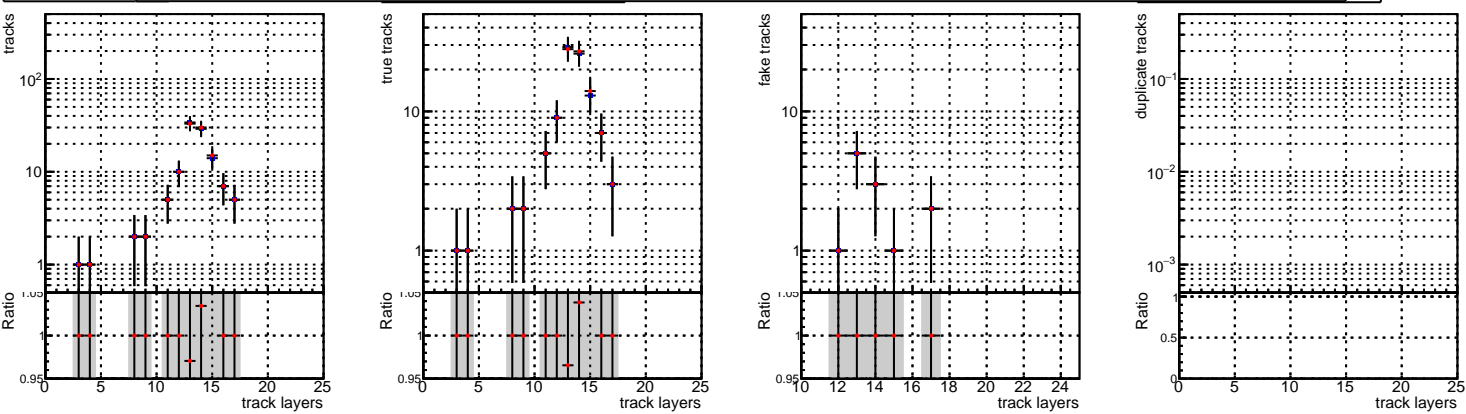 tracks
10²
10
1
Ratio
1.05
1
0.95
0 5 10 15 20 25
track layers
true tracks
10
1
Ratio
1.05
1
0.95
0 5 10 15 20 25
track layers
fake tracks
10
1
Ratio
1.05
1
0.95
10 12 14 16 18 20 22 24
track layers
duplicate tracks
10⁻¹
10⁻²
10⁻³
Ratio
1
0.5
0
0 5 10 15 20 25
track layers